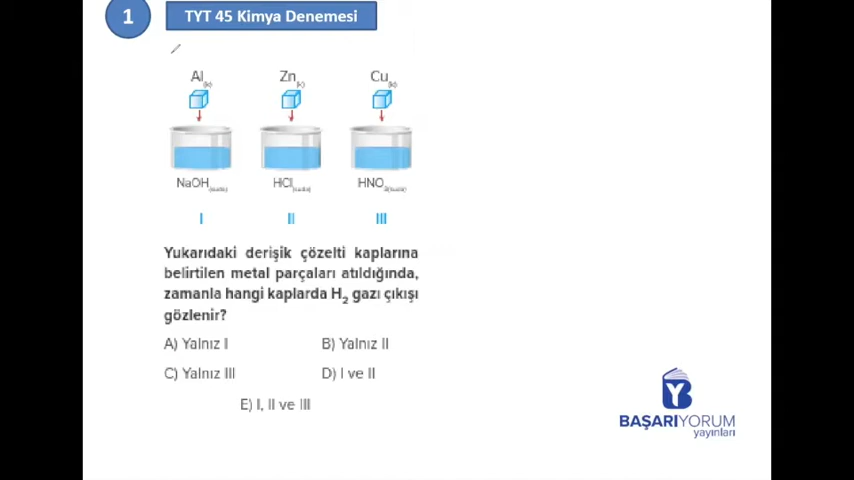 1 TYT 45 Kimya Denemesi
Al(k) Zn(k) Cu(k)
NaOH(suda) HCl(suda) HNO3(suda)
I II III
Yukarıdaki derişik çözelti kaplarına
belirtilen metal parçaları atıldığında,
zamanla hangi kaplarda H2 gazı çıkışı
gözlenir?
A) Yalnız I B) Yalnız II
C) Yalnız III D) I ve II
E) I, II ve III
BAŞARIYORUM
yayınları